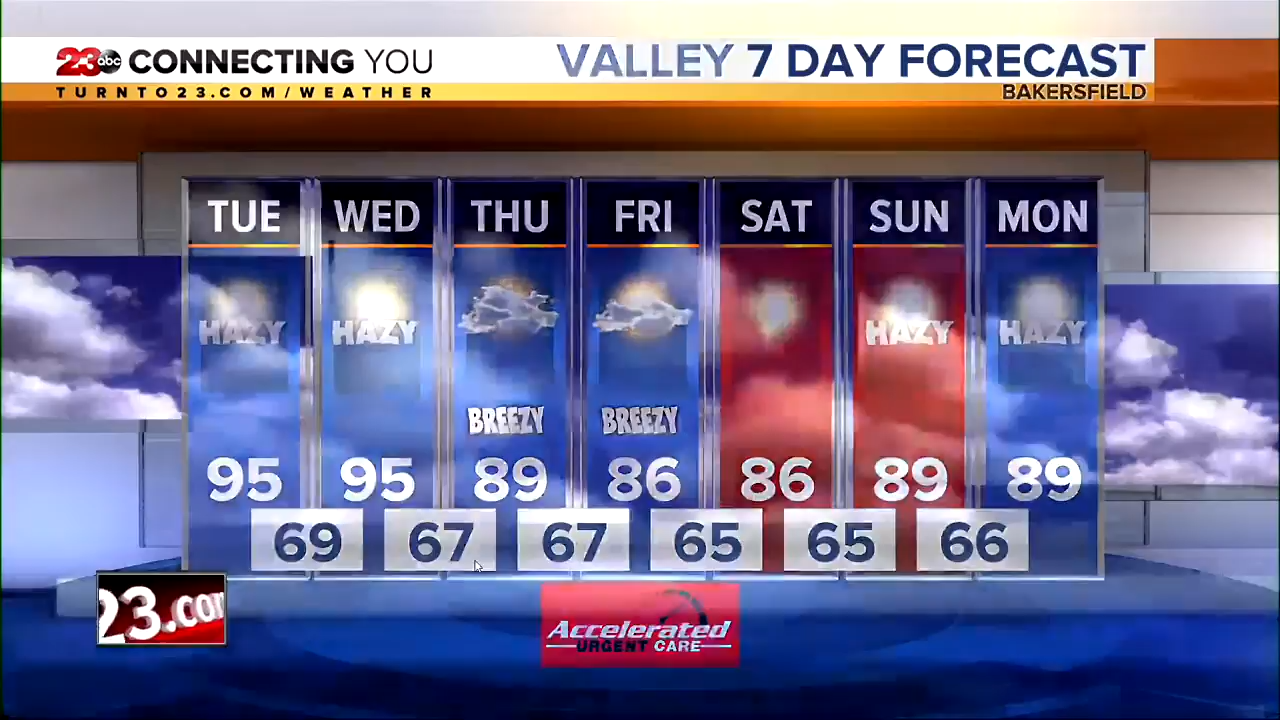 23 abc CONNECTING YOU
TURNTO23.COM/WEATHER
VALLEY 7 DAY FORECAST
BAKERSFIELD
TUE WED THU FRI SAT SUN MON
HAZY HAZY HAZY HAZY
BREEZY BREEZY
95 95 89 86 86 89 89
69 67 67 65 65 66
23.com
Accelerated
URGENT CARE